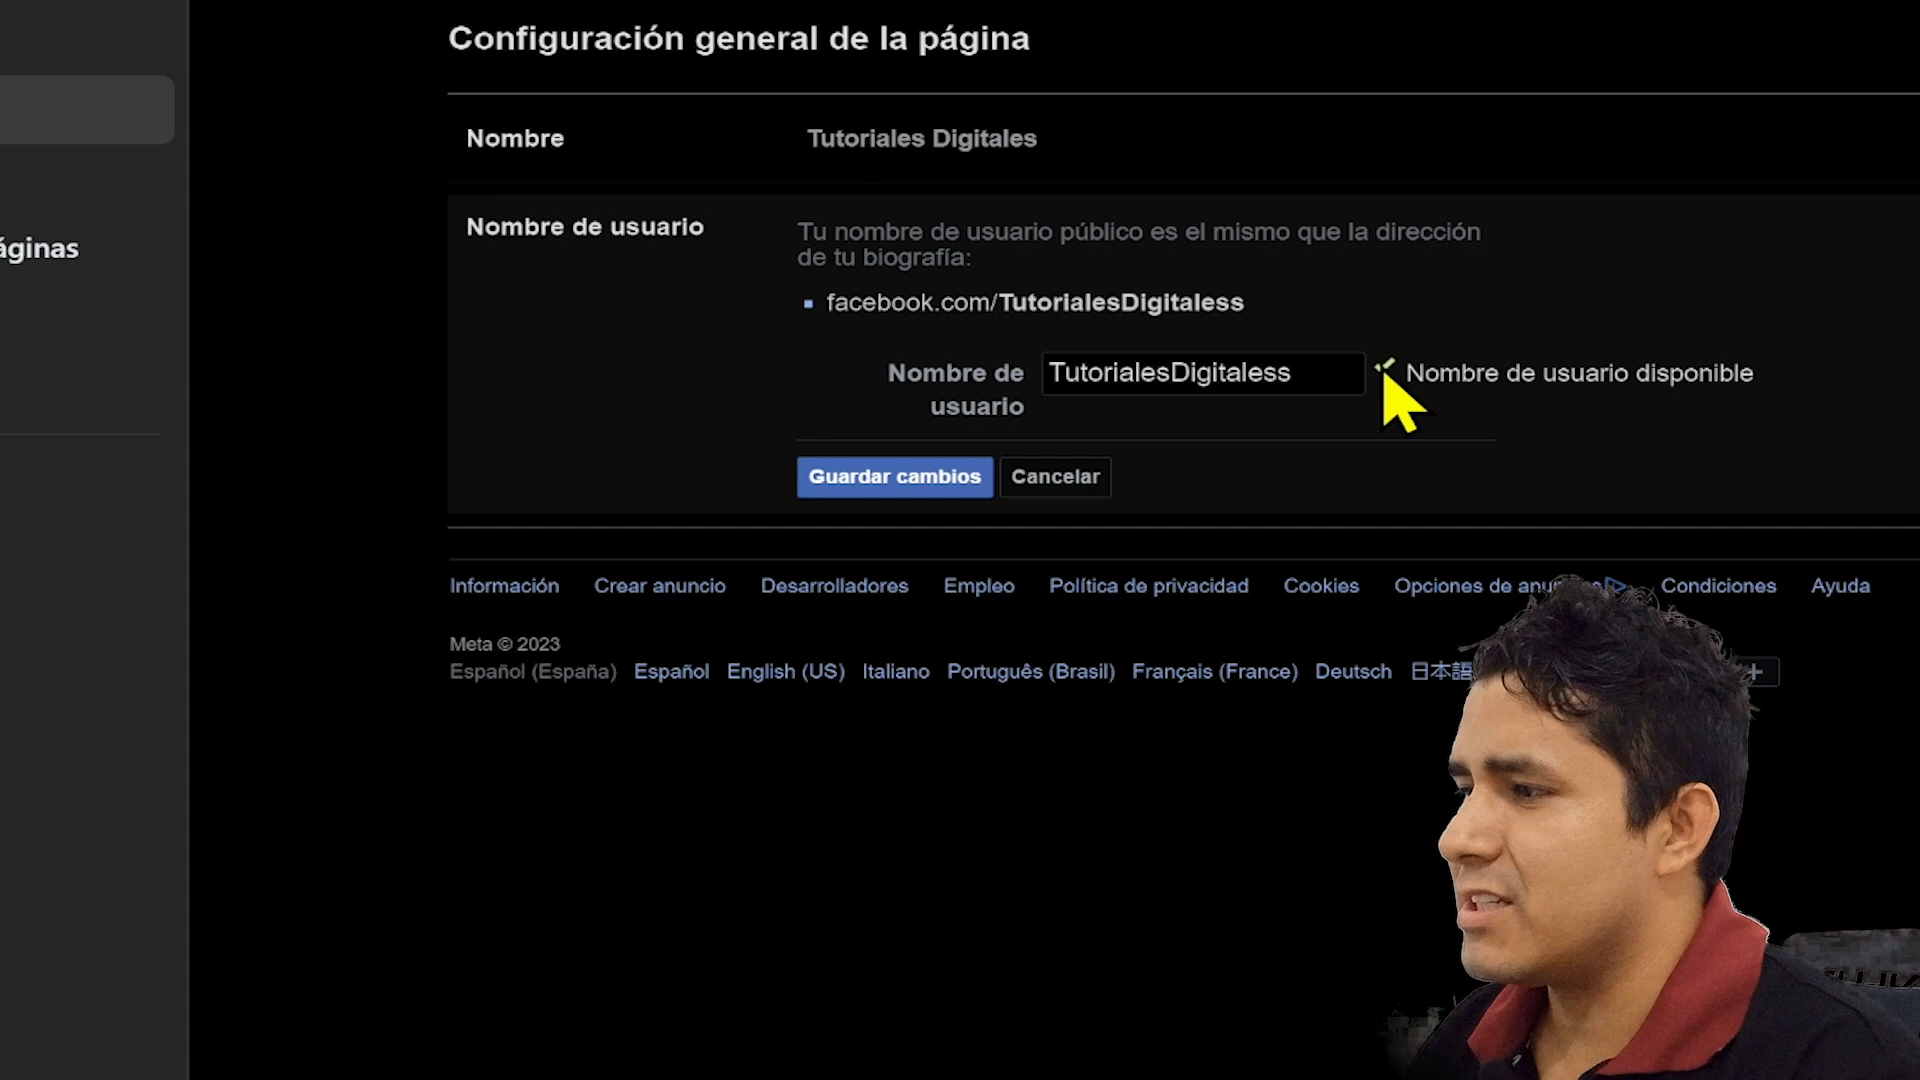 Configuración general de la página
Nombre
Tutoriales Digitales
áginas
Nombre de usuario
Tu nombre de usuario público es el mismo que la dirección
de tu biografía:
facebook.com/TutorialesDigitaless
Nombre de
usuario
TutorialesDigitaless
Nombre de usuario disponible
Guardar cambios
Cancelar
Información Crear anuncio Desarrolladores Empleo Política de privacidad Cookies Opciones de Condiciones Ayuda
Meta © 2023
Español (España) Español English (US) Italiano Português (Brasil) Français (France) Deutsch 日本語